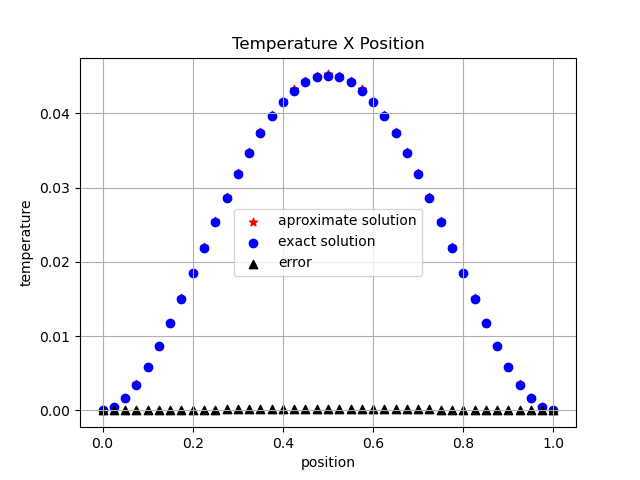 Temperature X Position
temperature
0.04
0.03
0.02
0.01
0.00
aproximate solution
exact solution
error
0.0 0.2 0.4 0.6 0.8 1.0
position